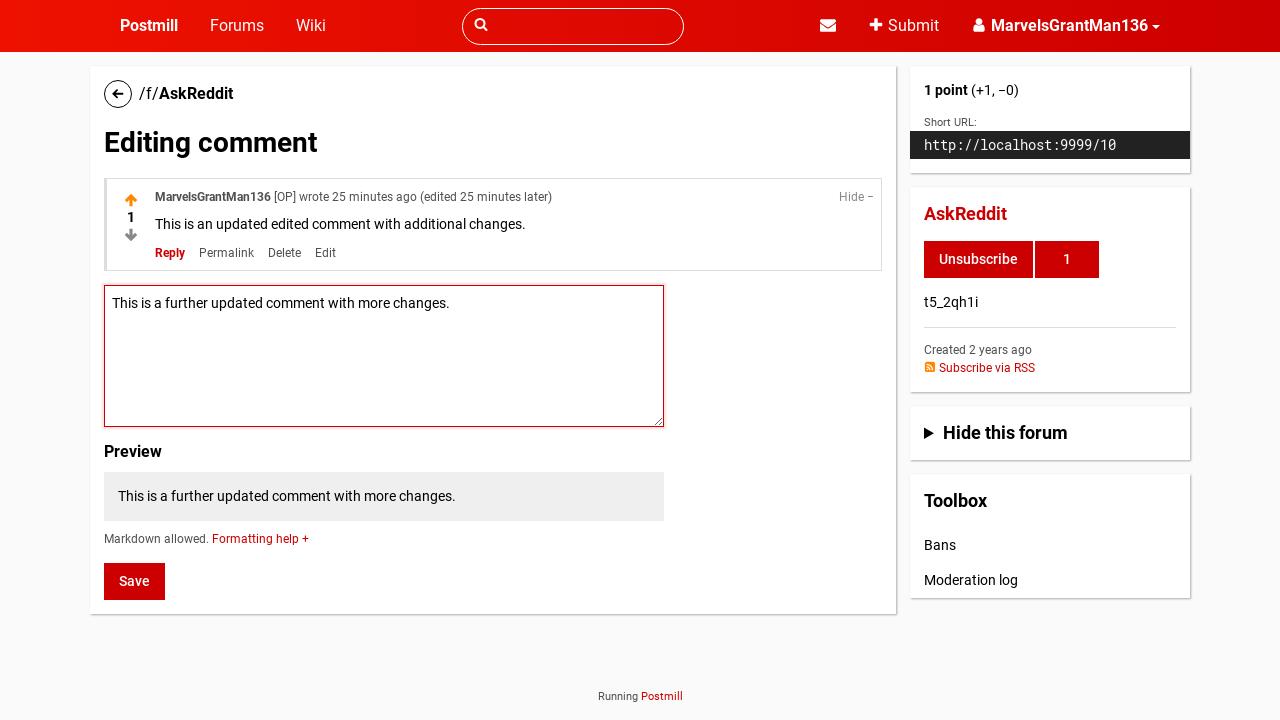 Postmill Forums Wiki Submit MarvelsGrantMan136
/f/AskReddit
Editing comment
MarvelsGrantMan136 [OP] wrote 25 minutes ago (edited 25 minutes later) Hide −
1
This is an updated edited comment with additional changes.
Reply Permalink Delete Edit
This is a further updated comment with more changes.
Preview
This is a further updated comment with more changes.
Markdown allowed. Formatting help +
Save
1 point (+1, −0)
Short URL:
http://localhost:9999/10
AskReddit
Unsubscribe 1
t5_2qh1i
Created 2 years ago
Subscribe via RSS
Hide this forum
Toolbox
Bans
Moderation log
Running Postmill